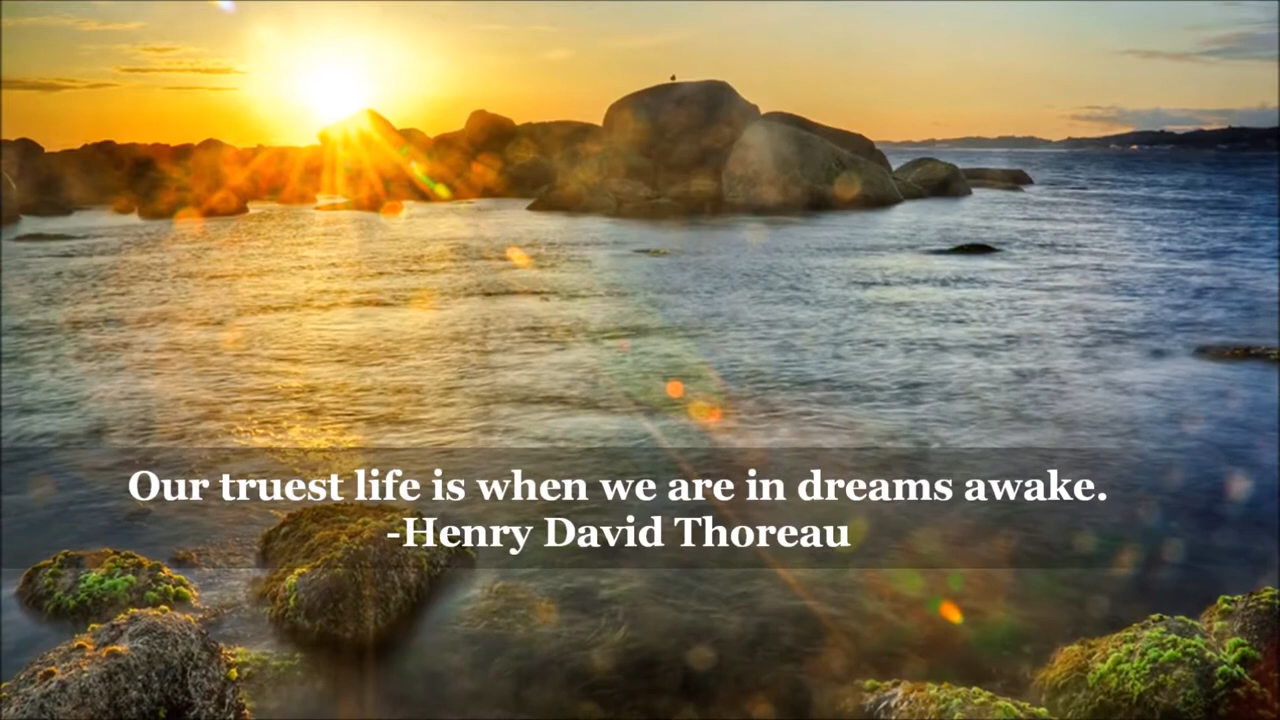 Our truest life is when we are in dreams awake.
-Henry David Thoreau